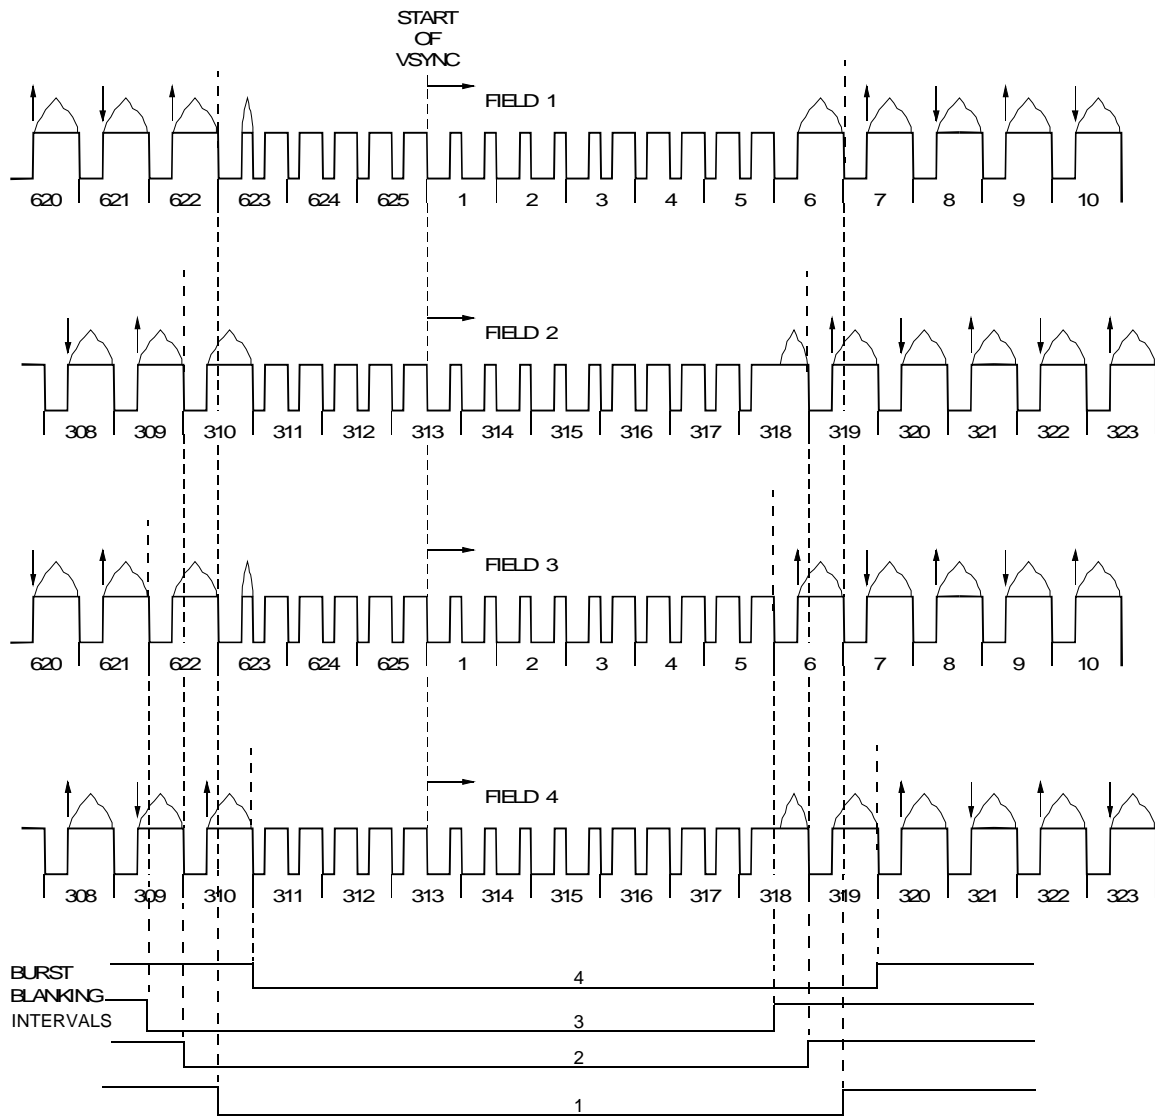 START
OF
VSYNC
FIELD 1
620 621 622 623 624 625 1 2 3 4 5 6 7 8 9 10
FIELD 2
308 309 310 311 312 313 314 315 316 317 318 319 320 321 322 323
FIELD 3
620 621 622 623 624 625 1 2 3 4 5 6 7 8 9 10
FIELD 4
308 309 310 311 312 313 314 315 316 317 318 319 320 321 322 323
BURST
BLANKING
INTERVALS
4
3
2
1